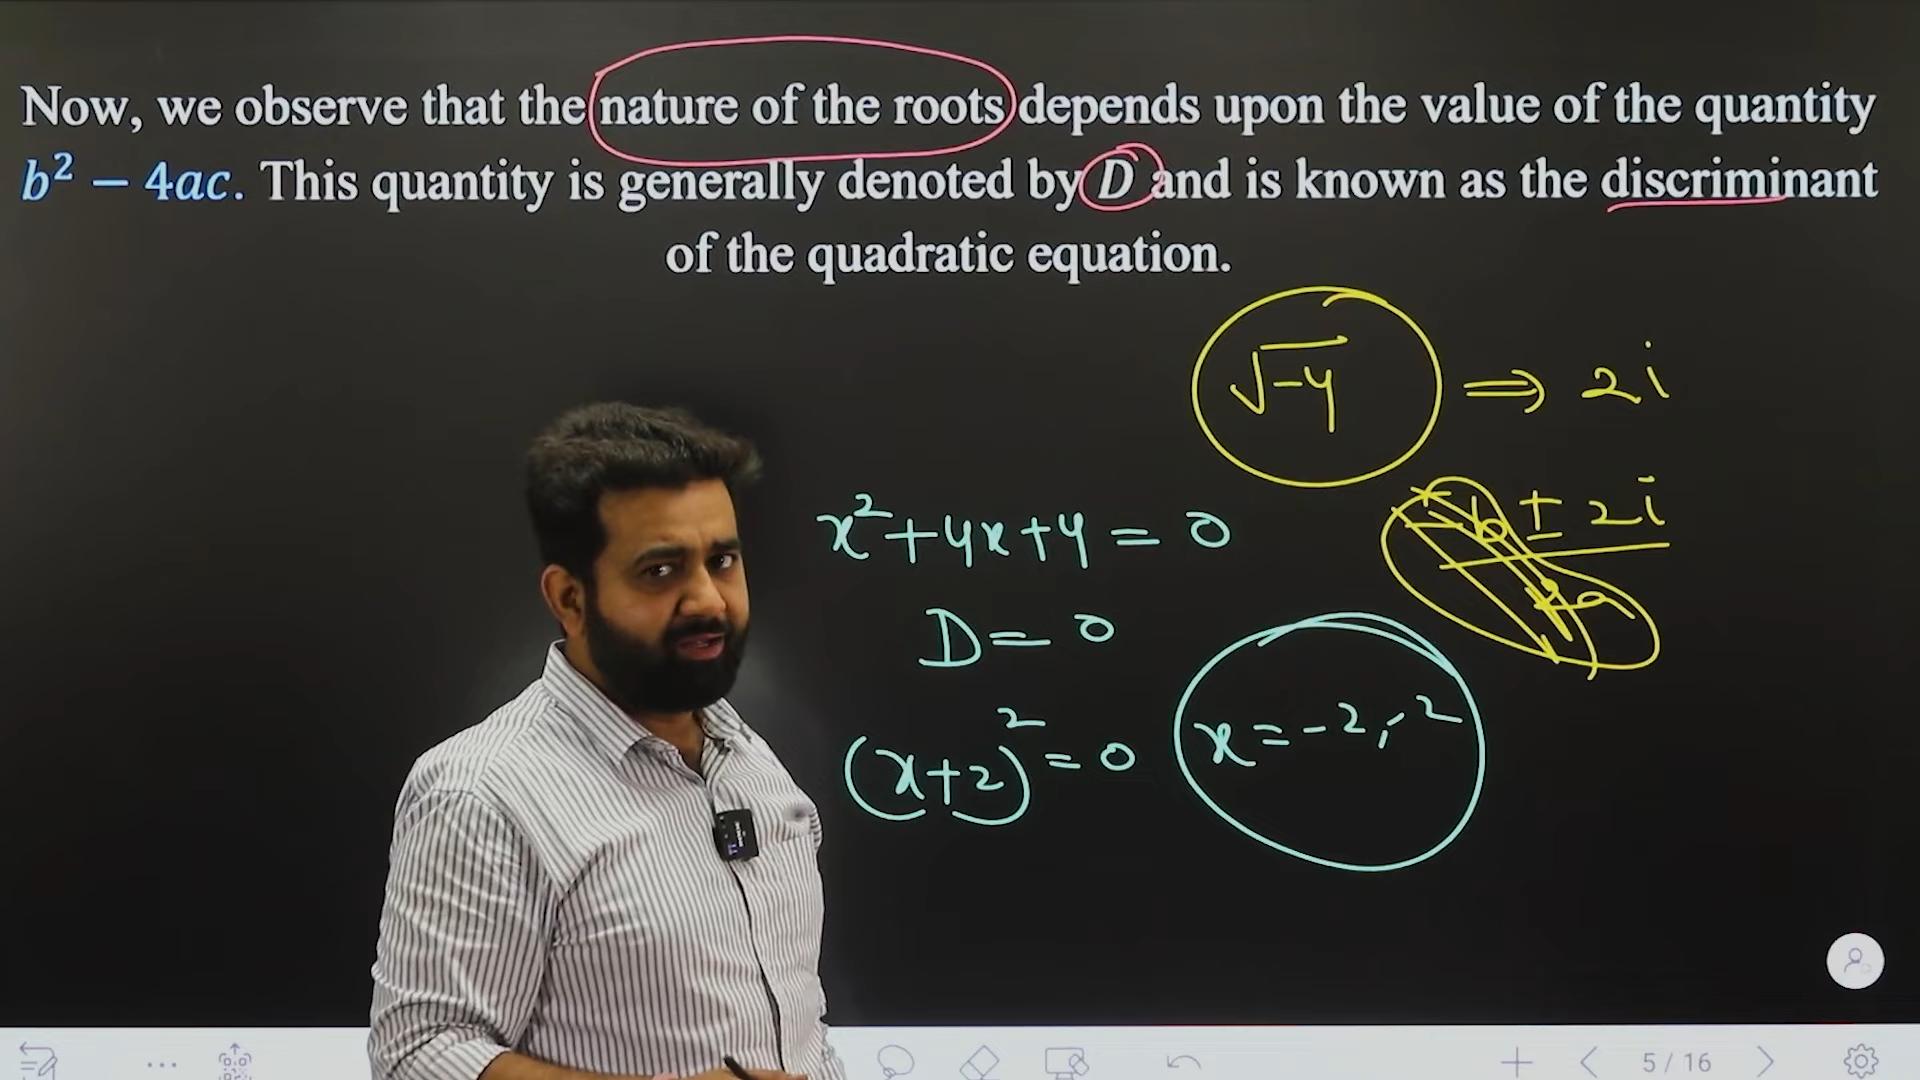 Now, we observe that the nature of the roots depends upon the value of the quantity
b² − 4ac. This quantity is generally denoted by D and is known as the discriminant
of the quadratic equation.
√-4 ⇒ 2i
± 2i
x²+4x+4 = 0
D = 0
(x+2)² = 0
x = -2, -2
5 / 16